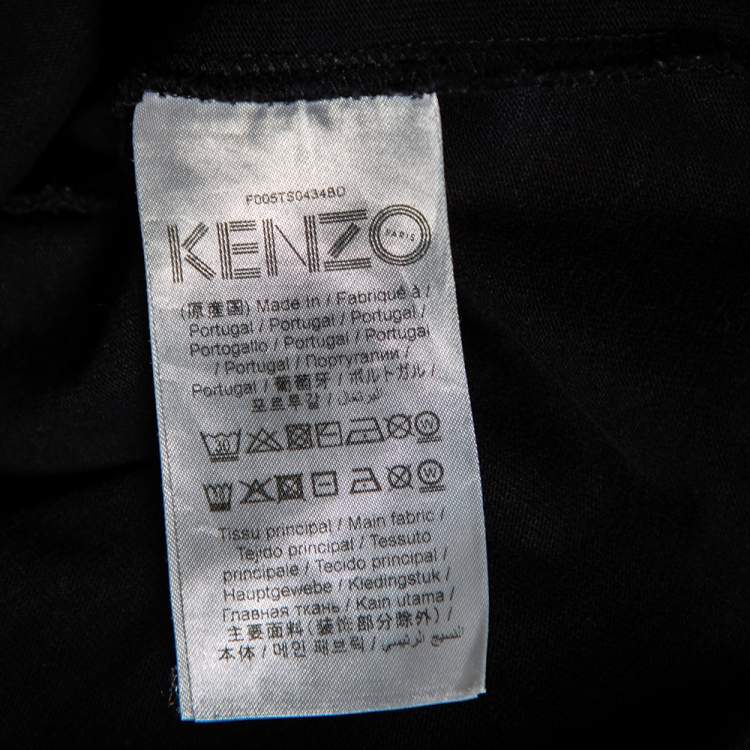 F005TS0434BD
KENZO
PARIS
(原産国) Made in / Fabriqué à /
Portugal / Portugal / Portugal /
Portogallo / Portugal / Portugal
/ Portugal / Португалии /
Portugal / 葡萄牙 / ポルトガル /
포르투갈 / البرتغال
30
W
W
Tissu principal / Main fabric /
Tejido principal / Tessuto
principale / Tecido principal /
Hauptgewebe / Kledingstuk /
Главная ткань / Kain utama /
主要面料(装饰部分除外) /
本体 / 메인 패브릭 / النسيج الرئيسي